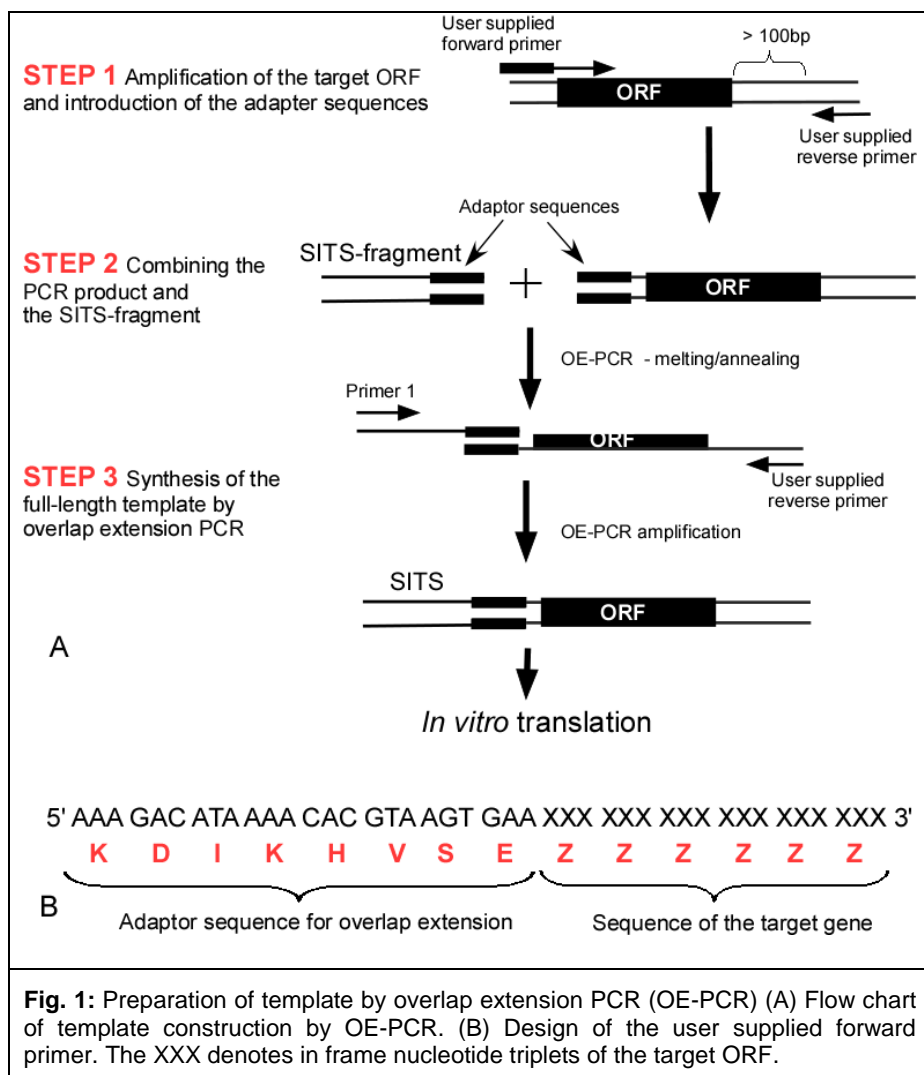 User supplied
forward primer
> 100bp
STEP 1 Amplification of the target ORF
and introduction of the adapter sequences
ORF
User supplied
reverse primer
Adaptor sequences
SITS-fragment
STEP 2 Combining the
PCR product and
the SITS-fragment
+
ORF
OE-PCR - melting/annealing
Primer 1
ORF
STEP 3 Synthesis of the
full-length template by
overlap extension PCR
User supplied
reverse primer
OE-PCR amplification
SITS
ORF
A
In vitro translation
5' AAA GAC ATA AAA CAC GTA AGT GAA XXX XXX XXX XXX XXX XXX 3'
K D I K H V S E Z Z Z Z Z Z
B
Adaptor sequence for overlap extension
Sequence of the target gene
Fig. 1: Preparation of template by overlap extension PCR (OE-PCR) (A) Flow chart
of template construction by OE-PCR. (B) Design of the user supplied forward
primer. The XXX denotes in frame nucleotide triplets of the target ORF.